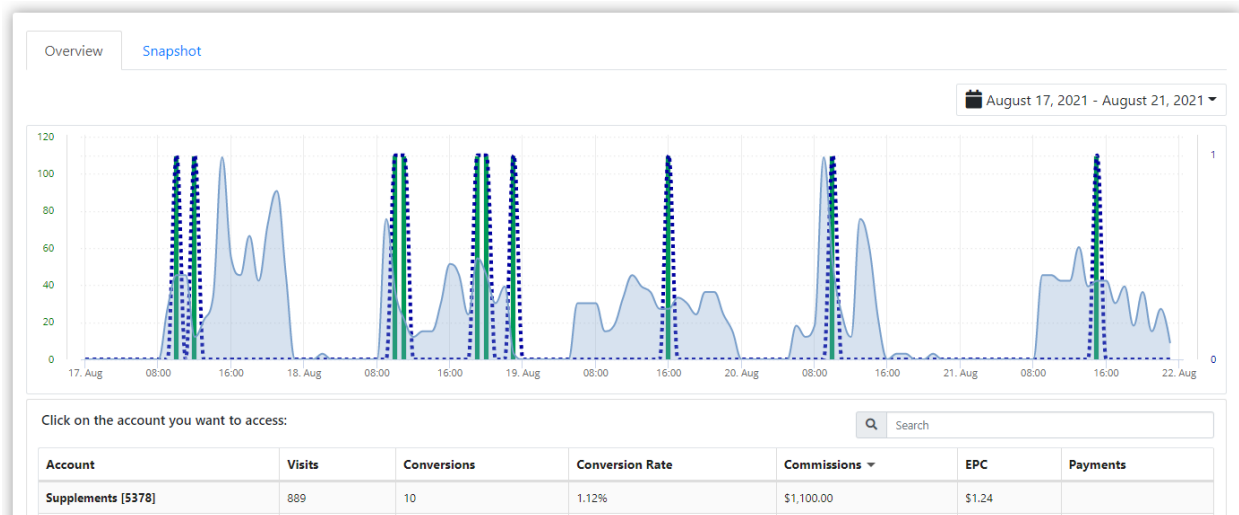 Overview Snapshot
August 17, 2021 - August 21, 2021
120
100
80
60
40
20
0
1
0
17. Aug 08:00 16:00 18. Aug 08:00 16:00 19. Aug 08:00 16:00 20. Aug 08:00 16:00 21. Aug 08:00 16:00 22. Aug
Click on the account you want to access:
Search
Account Visits Conversions Conversion Rate Commissions EPC Payments
Supplements [5378] 889 10 1.12% $1,100.00 $1.24